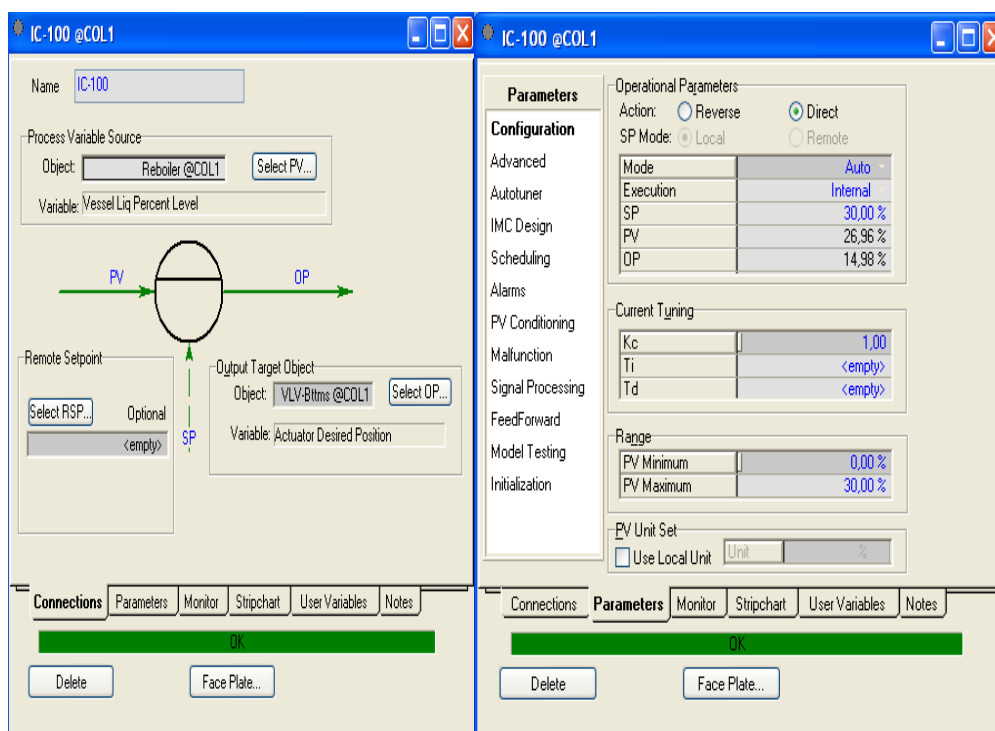 IC-100 @COL1
Name IC-100
Process Variable Source
Object: Reboiler @COL1 Select PV...
Variable: Vessel Liq Percent Level
PV OP
Remote Setpoint
Select RSP... Optional
<empty>
SP
Output Target Object
Object: VLV-Bttms @COL1 Select OP...
Variable: Actuator Desired Position
Connections Parameters Monitor Stripchart User Variables Notes
OK
Delete Face Plate...
IC-100 @COL1
Parameters
Configuration
Advanced
Autotuner
IMC Design
Scheduling
Alarms
PV Conditioning
Malfunction
Signal Processing
FeedForward
Model Testing
Initialization
Operational Parameters
Action: Reverse Direct
SP Mode: Local Remote
Mode Auto
Execution Internal
SP 30,00 %
PV 26,96 %
OP 14,98 %
Current Tuning
Kc 1,00
Ti <empty>
Td <empty>
Range
PV Minimum 0,00 %
PV Maximum 30,00 %
PV Unit Set
Use Local Unit Unit %
Connections Parameters Monitor Stripchart User Variables Notes
OK
Delete Face Plate...